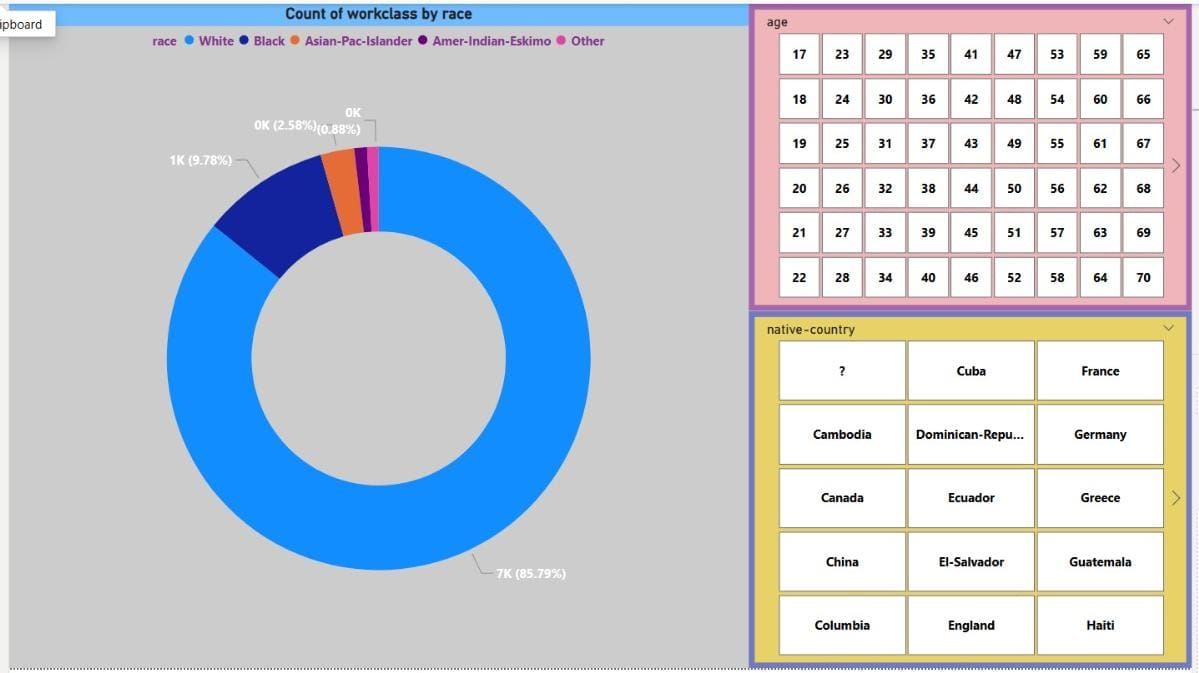 ipboard
Count of workclass by race
race White Black Asian-Pac-Islander Amer-Indian-Eskimo Other
0K
0K (2.58%)
(0.88%)
1K (9.78%)
7K (85.79%)
age
17 23 29 35 41 47 53 59 65
18 24 30 36 42 48 54 60 66
19 25 31 37 43 49 55 61 67
20 26 32 38 44 50 56 62 68
21 27 33 39 45 51 57 63 69
22 28 34 40 46 52 58 64 70
native-country
? Cuba France
Cambodia Dominican-Repu... Germany
Canada Ecuador Greece
China El-Salvador Guatemala
Columbia England Haiti